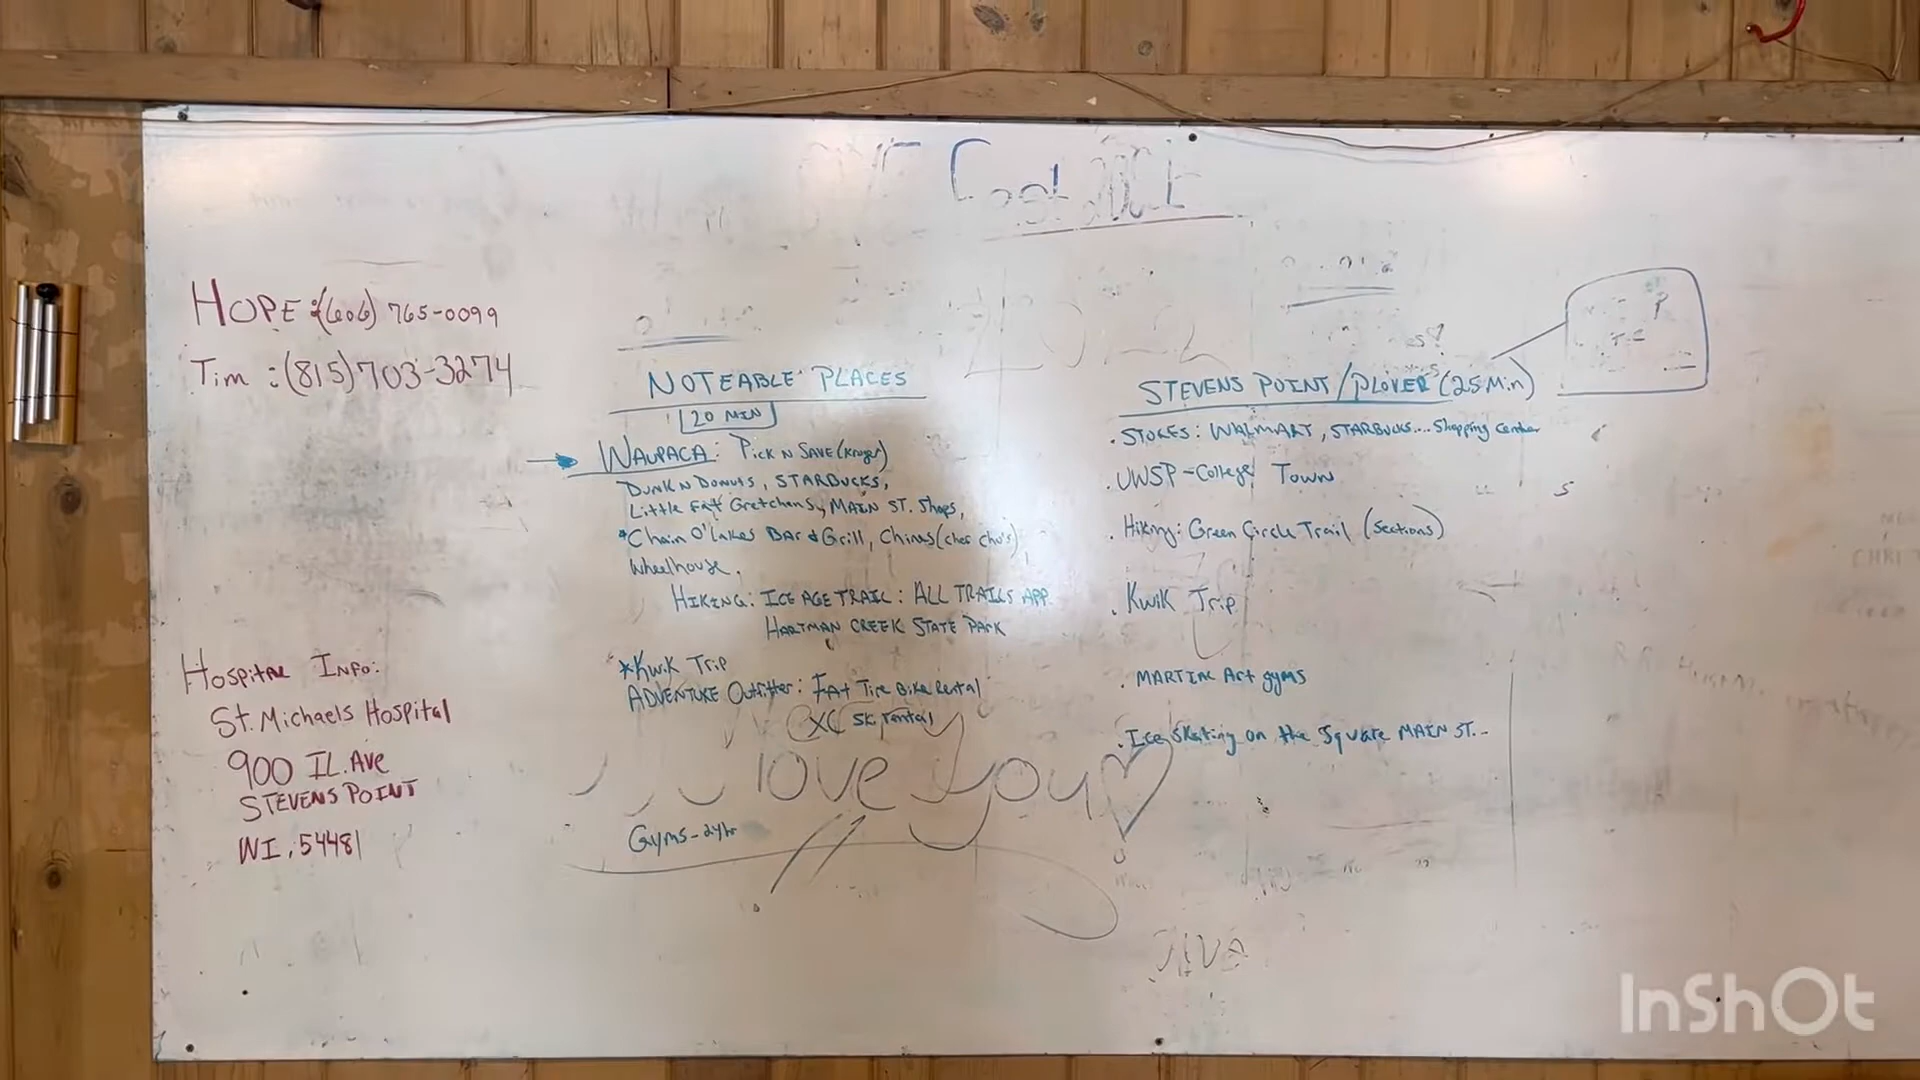 HOPE: (606) 765-0099
Tim: (815) 703-3274
HOSPITAL INFO:
St. Michaels Hospital
900 IL. AVE
STEVENS POINT
WI, 54481
NOTEABLE PLACES
20 MIN
WAUPACA: PICK N SAVE (Kroger)
DUNK N DONUTS, STARBUCKS,
Little Fat Gretchens, MAIN ST. Shops,
*Chain O'Lakes BAR & Grill, Chinas (chef chu's),
Wheelhouse.
HIKING: ICE AGE TRAIL: ALL TRAILS APP
HARTMAN CREEK STATE PARK
*KWIK TRIP
ADVENTURE Outfitter: FAT Tire Bike Rental
XC Ski rental
love you
Gyms-24hr
STEVENS POINT/PLOVER (25 Min)
. STORES: WALMART, STARBUCKS... Shopping center
. UWSP - College Town
. Hiking: Green Circle Trail (Sections)
. Kwik Trip
. MARTIAL Art gyms
. Ice Skating on the Square MAIN ST..
InShOt